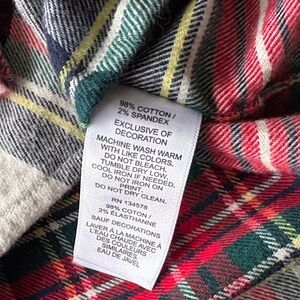 98% COTTON /
2% SPANDEX
EXCLUSIVE OF
DECORATION
MACHINE WASH WARM
WITH LIKE COLORS.
DO NOT BLEACH.
TUMBLE DRY LOW.
COOL IRON IF NEEDED.
DO NOT IRON ON
PRINT.
DO NOT DRY CLEAN.
RN 134578
98% COTON /
2% ÉLASTHANNE
SAUF DÉCORATIONS
LAVER À LA MACHINE À
L'EAU CHAUDE AVEC
DES COULEURS
SIMILAIRES.
EAU DE JAVEL